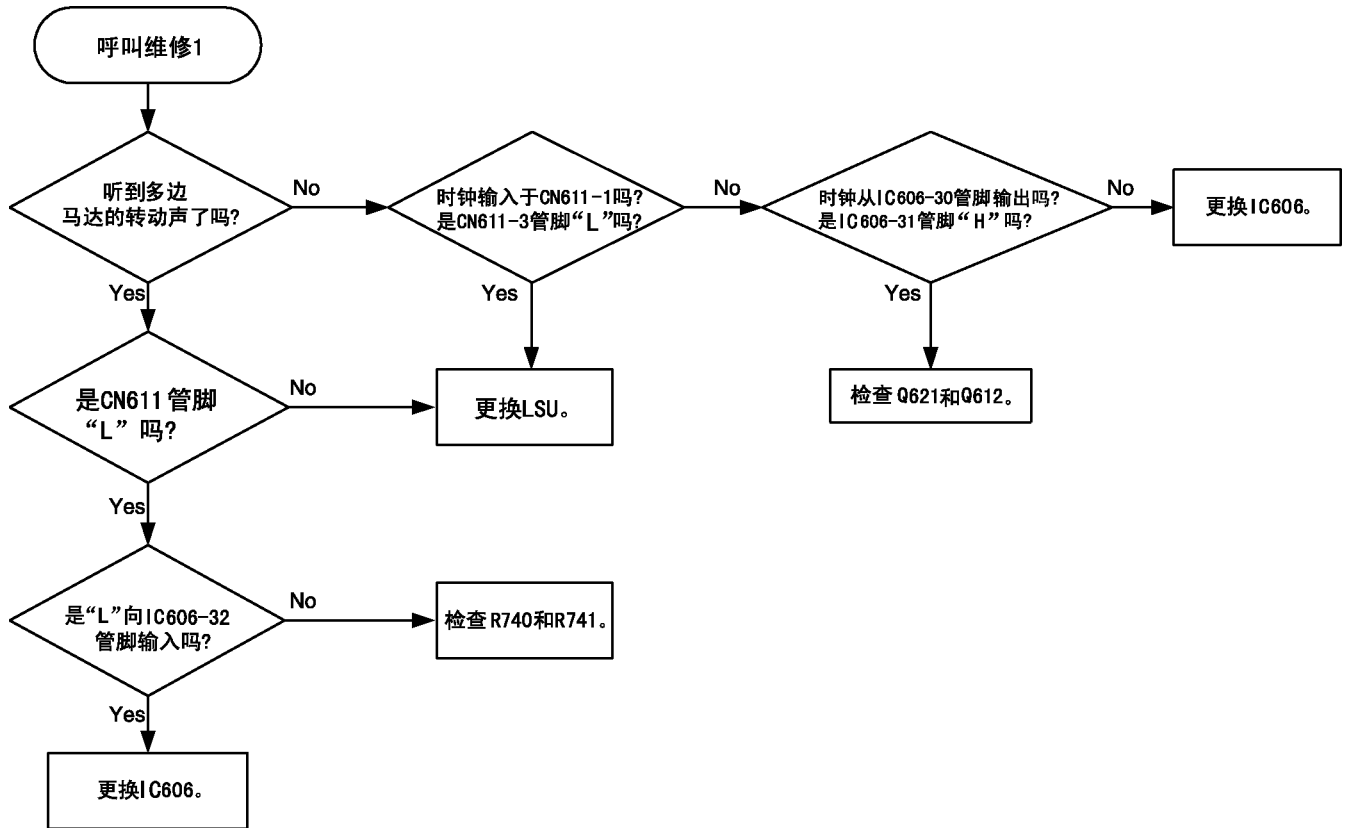 呼叫维修1
听到多边
马达的转动声了吗?
No
时钟输入于CN611-1吗?
是CN611-3管脚“L”吗?
No
时钟从IC606-30管脚输出吗?
是IC606-31管脚“H”吗?
No
更换IC606。
Yes
Yes
Yes
是CN611管脚
“L”吗?
No
更换LSU。
检查Q621和Q612。
Yes
是“L”向IC606-32
管脚输入吗?
No
检查R740和R741。
Yes
更换IC606。